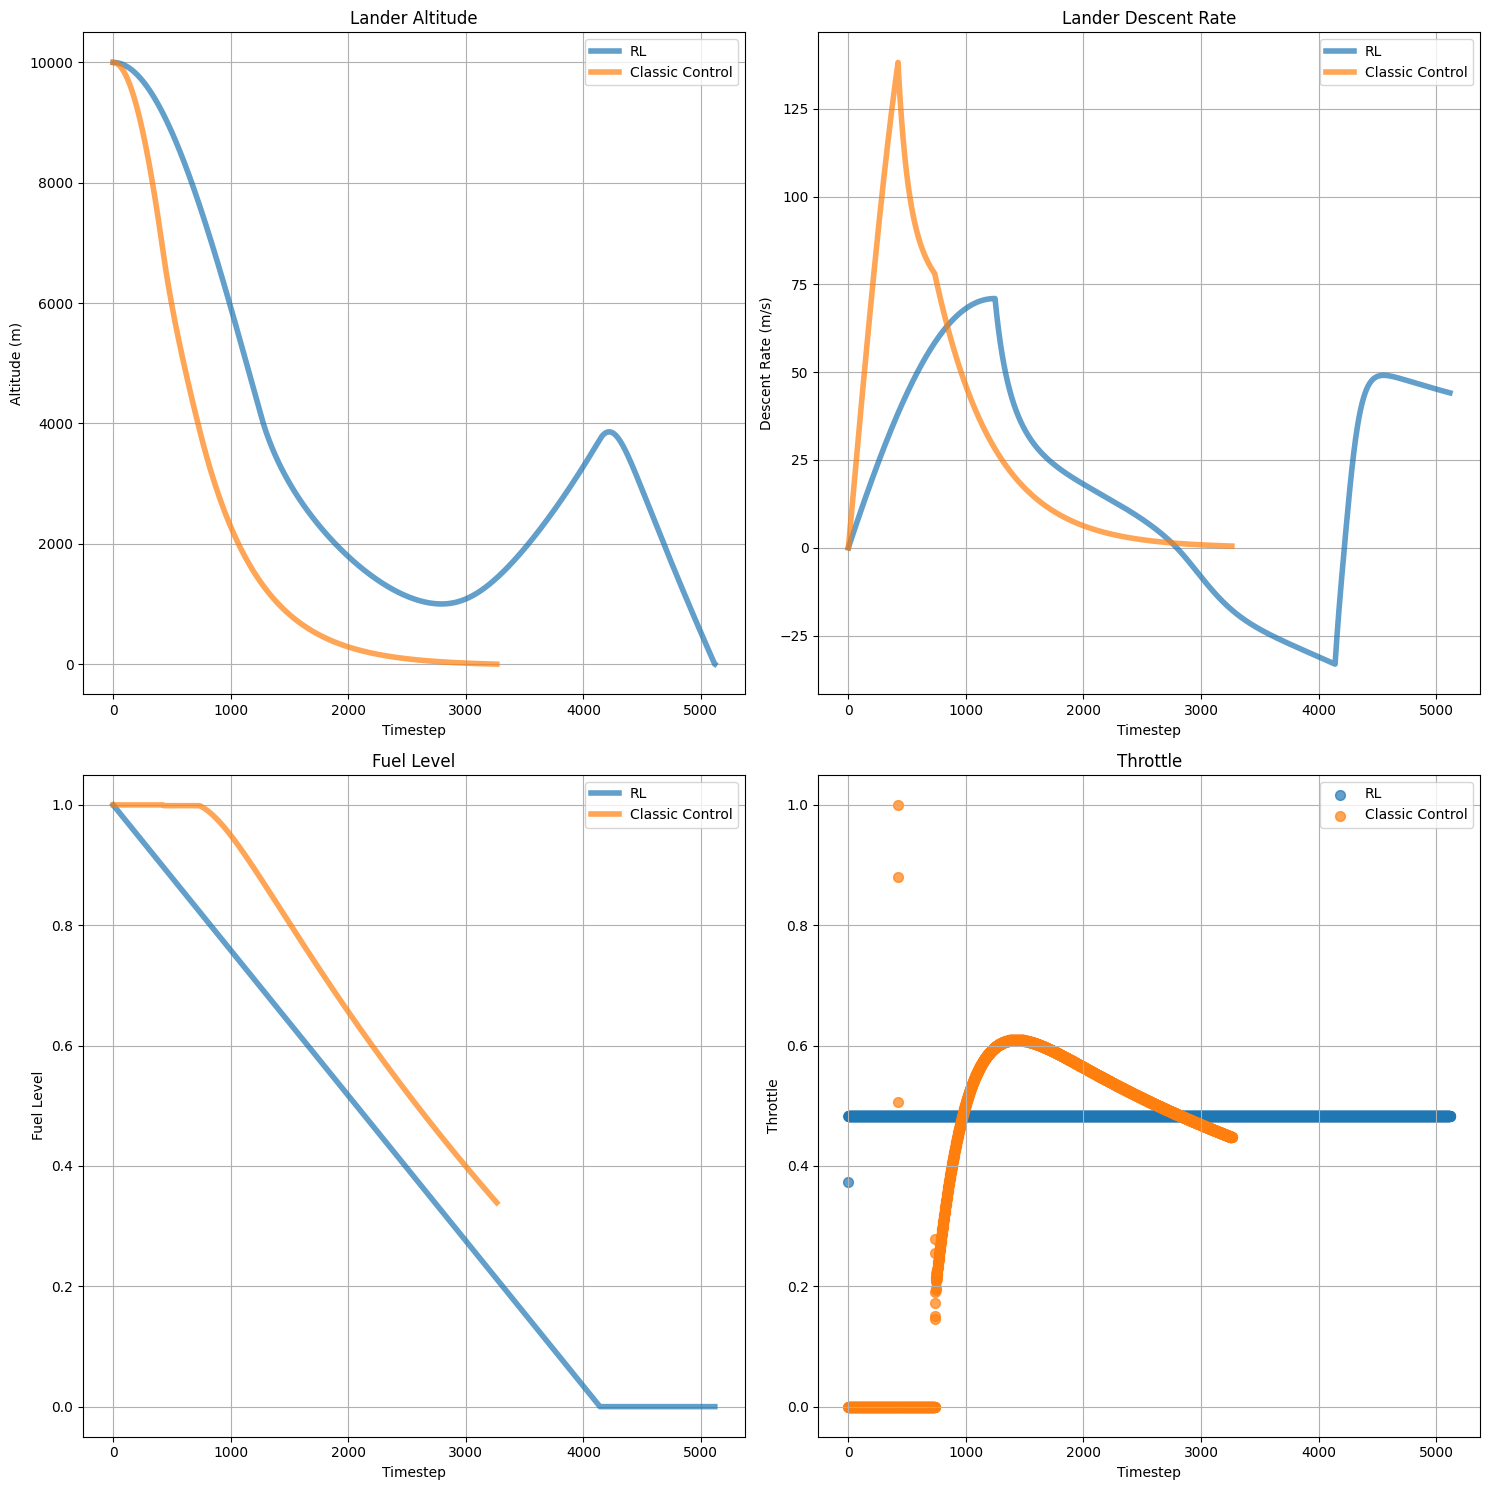 Lander Altitude
RL
Classic Control
10000
8000
6000
4000
2000
0
Altitude (m)
0 1000 2000 3000 4000 5000
Timestep
Lander Descent Rate
RL
Classic Control
125
100
75
50
25
0
−25
Descent Rate (m/s)
0 1000 2000 3000 4000 5000
Timestep
Fuel Level
RL
Classic Control
1.0
0.8
0.6
0.4
0.2
0.0
Fuel Level
0 1000 2000 3000 4000 5000
Timestep
Throttle
RL
Classic Control
1.0
0.8
0.6
0.4
0.2
0.0
Throttle
0 1000 2000 3000 4000 5000
Timestep